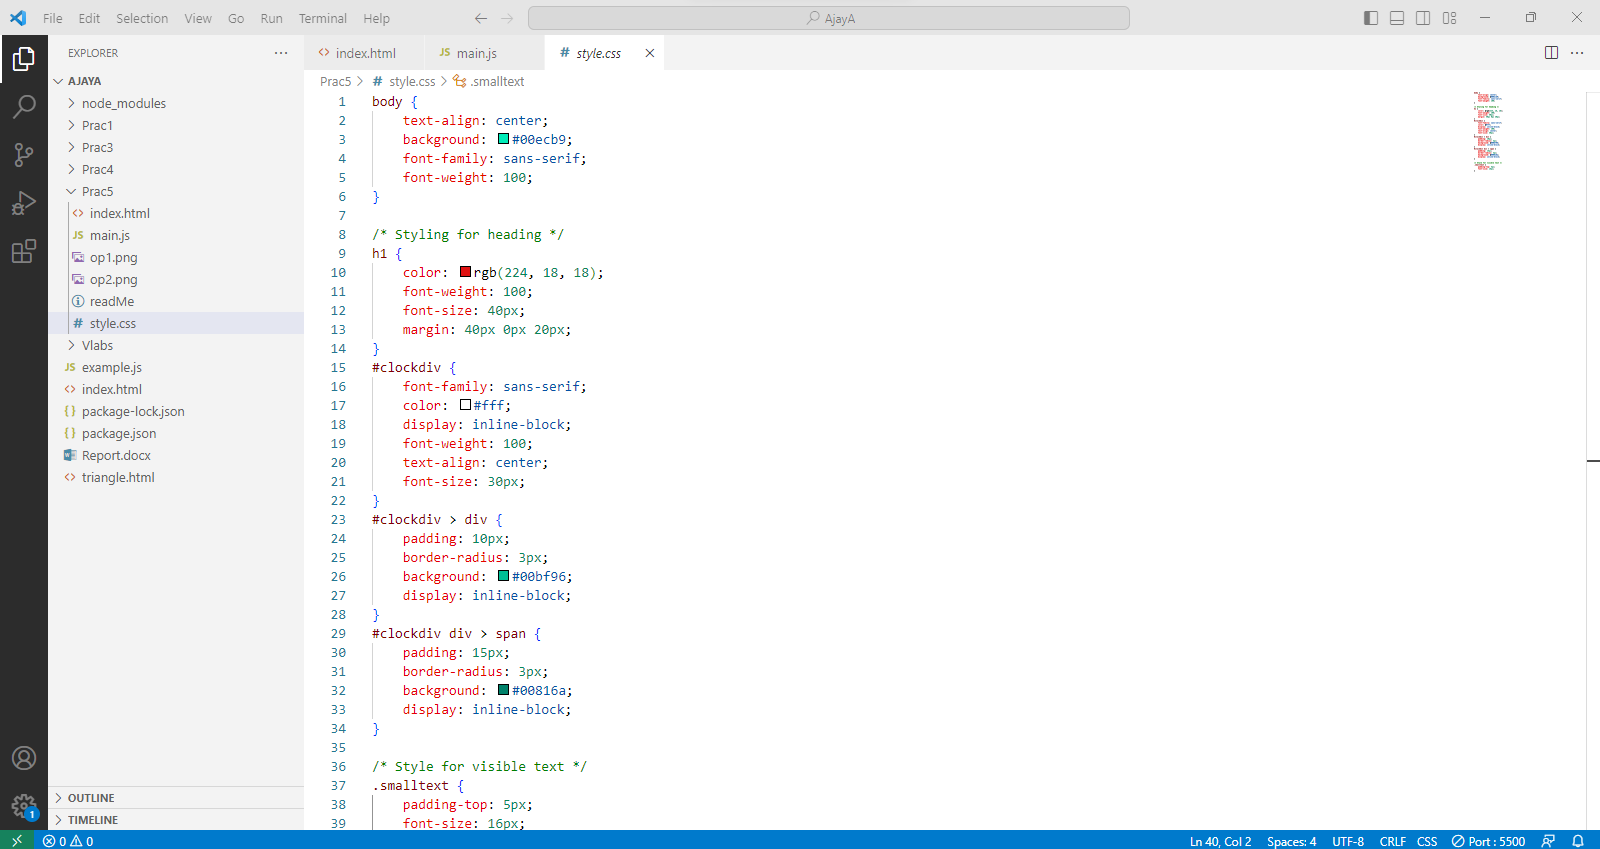 File Edit Selection View Go Run Terminal Help
AjayA
EXPLORER
AJAYA
node_modules
Prac1
Prac3
Prac4
Prac5
index.html
JS main.js
op1.png
op2.png
readMe
# style.css
Vlabs
JS example.js
index.html
{} package-lock.json
{} package.json
Report.docx
<> triangle.html
OUTLINE
TIMELINE
<> index.html
JS main.js
# style.css
Prac5 > # style.css > .smalltext
1 body {
2 text-align: center;
3 background: #00ecb9;
4 font-family: sans-serif;
5 font-weight: 100;
6 }
7
8 /* Styling for heading */
9 h1 {
10 color: rgb(224, 18, 18);
11 font-weight: 100;
12 font-size: 40px;
13 margin: 40px 0px 20px;
14 }
15 #clockdiv {
16 font-family: sans-serif;
17 color: #fff;
18 display: inline-block;
19 font-weight: 100;
20 text-align: center;
21 font-size: 30px;
22 }
23 #clockdiv > div {
24 padding: 10px;
25 border-radius: 3px;
26 background: #00bf96;
27 display: inline-block;
28 }
29 #clockdiv div > span {
30 padding: 15px;
31 border-radius: 3px;
32 background: #00816a;
33 display: inline-block;
34 }
35
36 /* Style for visible text */
37 .smalltext {
38 padding-top: 5px;
39 font-size: 16px;
1
0 0
Ln 40, Col 2 Spaces: 4 UTF-8 CRLF CSS Port : 5500